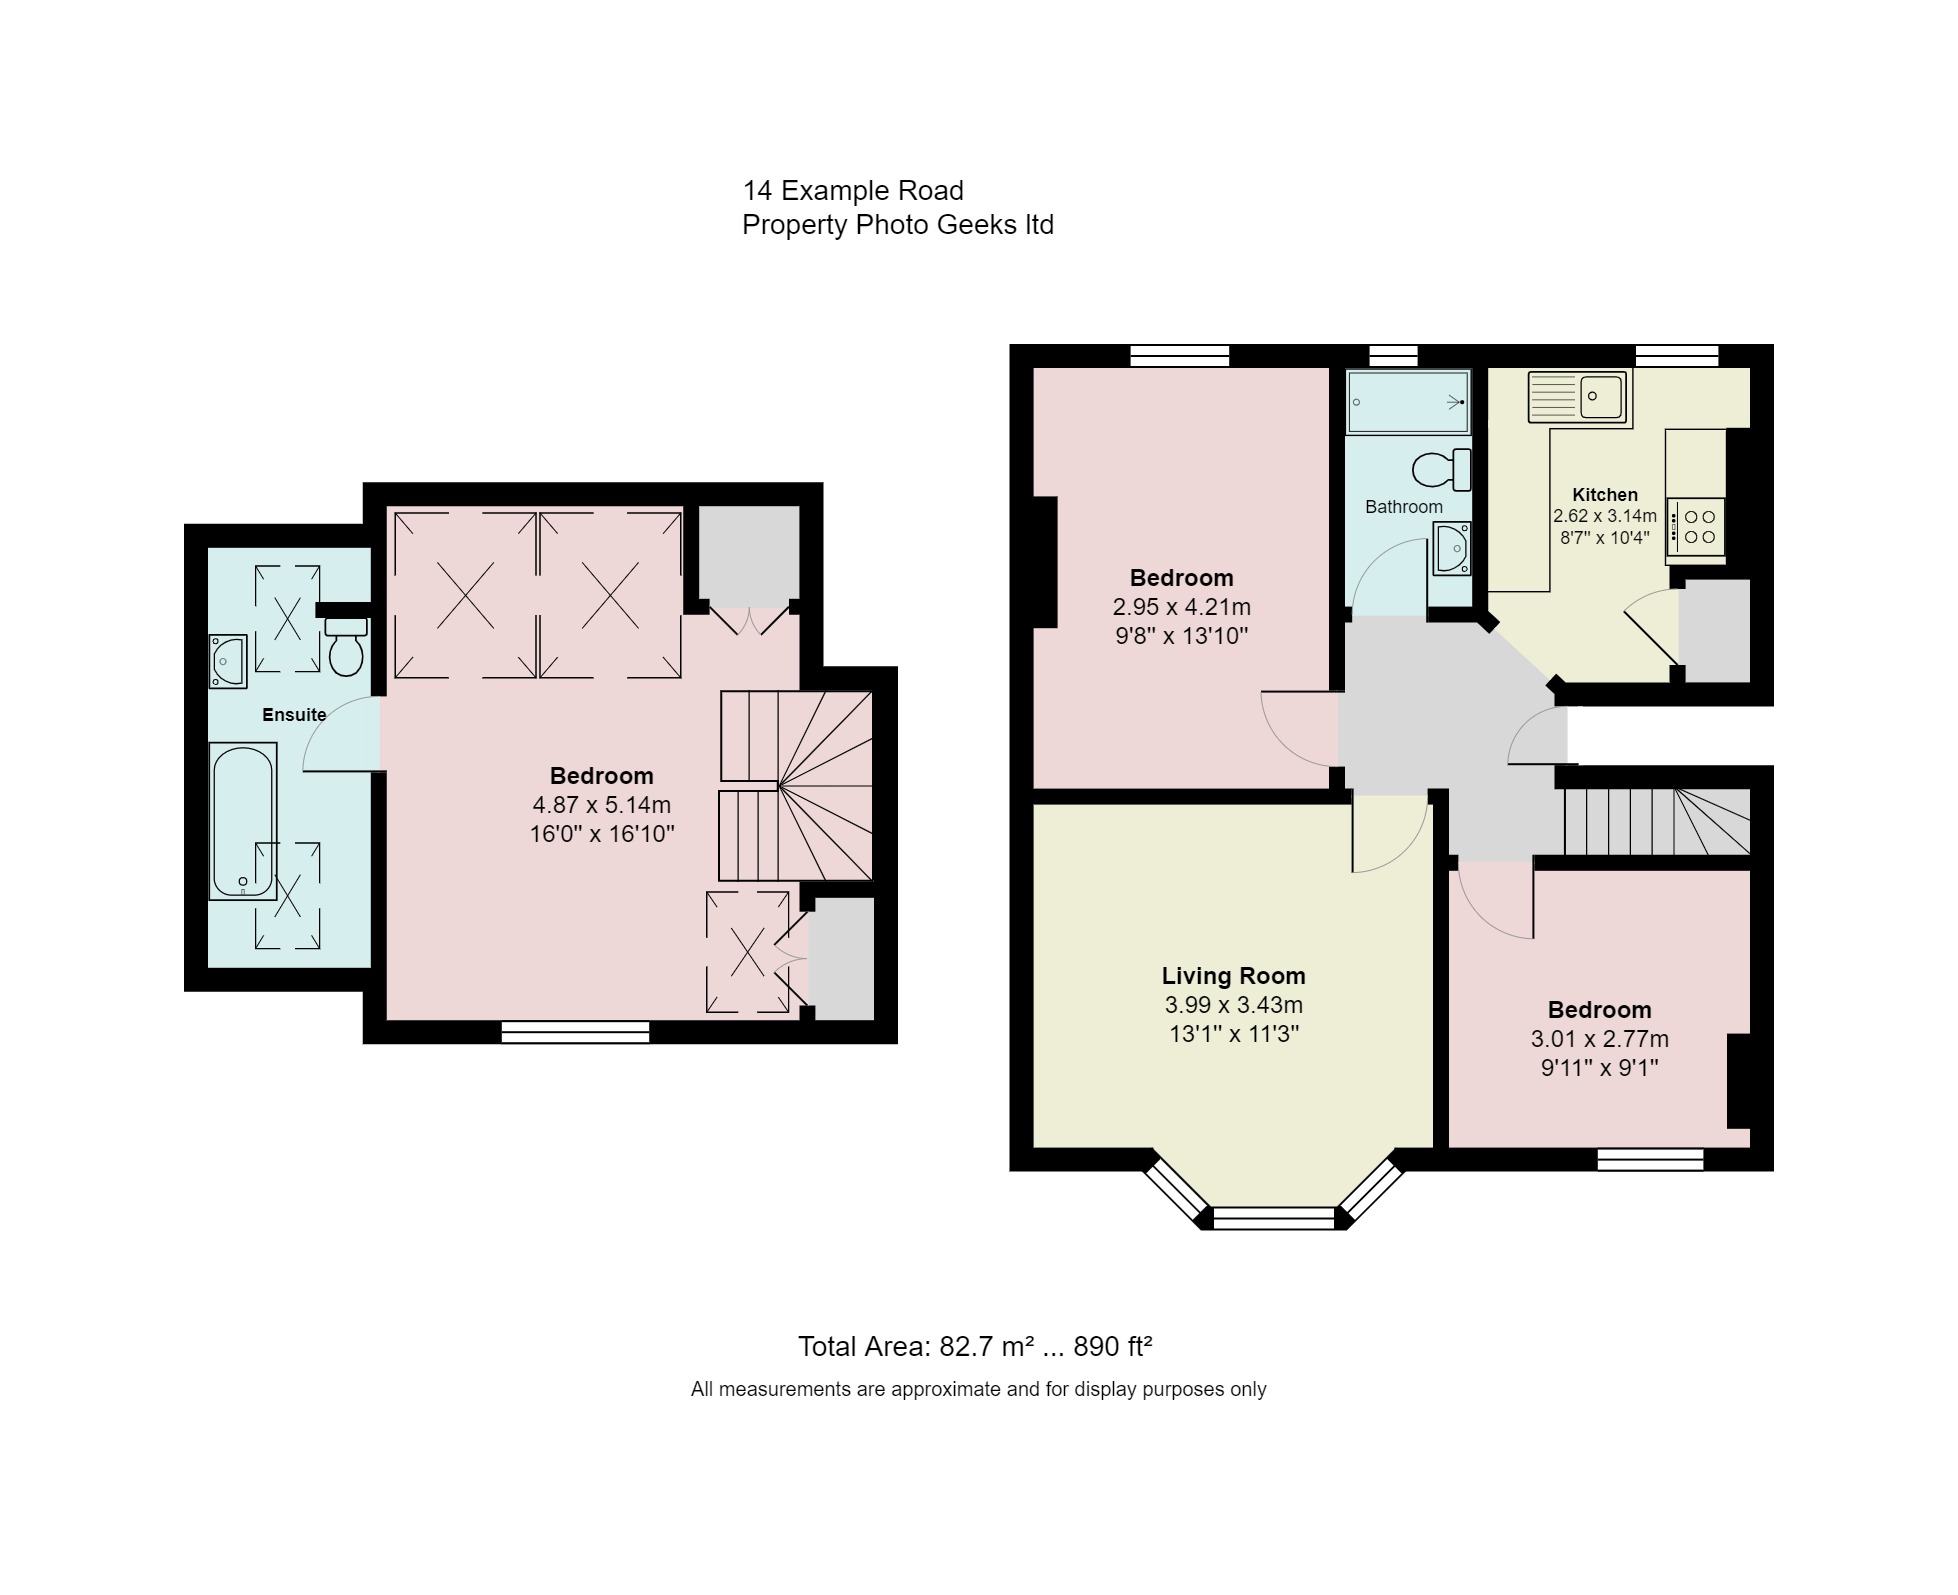 14 Example Road
Property Photo Geeks ltd
Bathroom
Kitchen
2.62 x 3.14m
8'7" x 10'4"
Bedroom
2.95 x 4.21m
9'8" x 13'10"
Ensuite
Bedroom
4.87 x 5.14m
16'0" x 16'10"
Living Room
3.99 x 3.43m
13'1" x 11'3"
Bedroom
3.01 x 2.77m
9'11" x 9'1"
Total Area: 82.7 m² ... 890 ft²
All measurements are approximate and for display purposes only